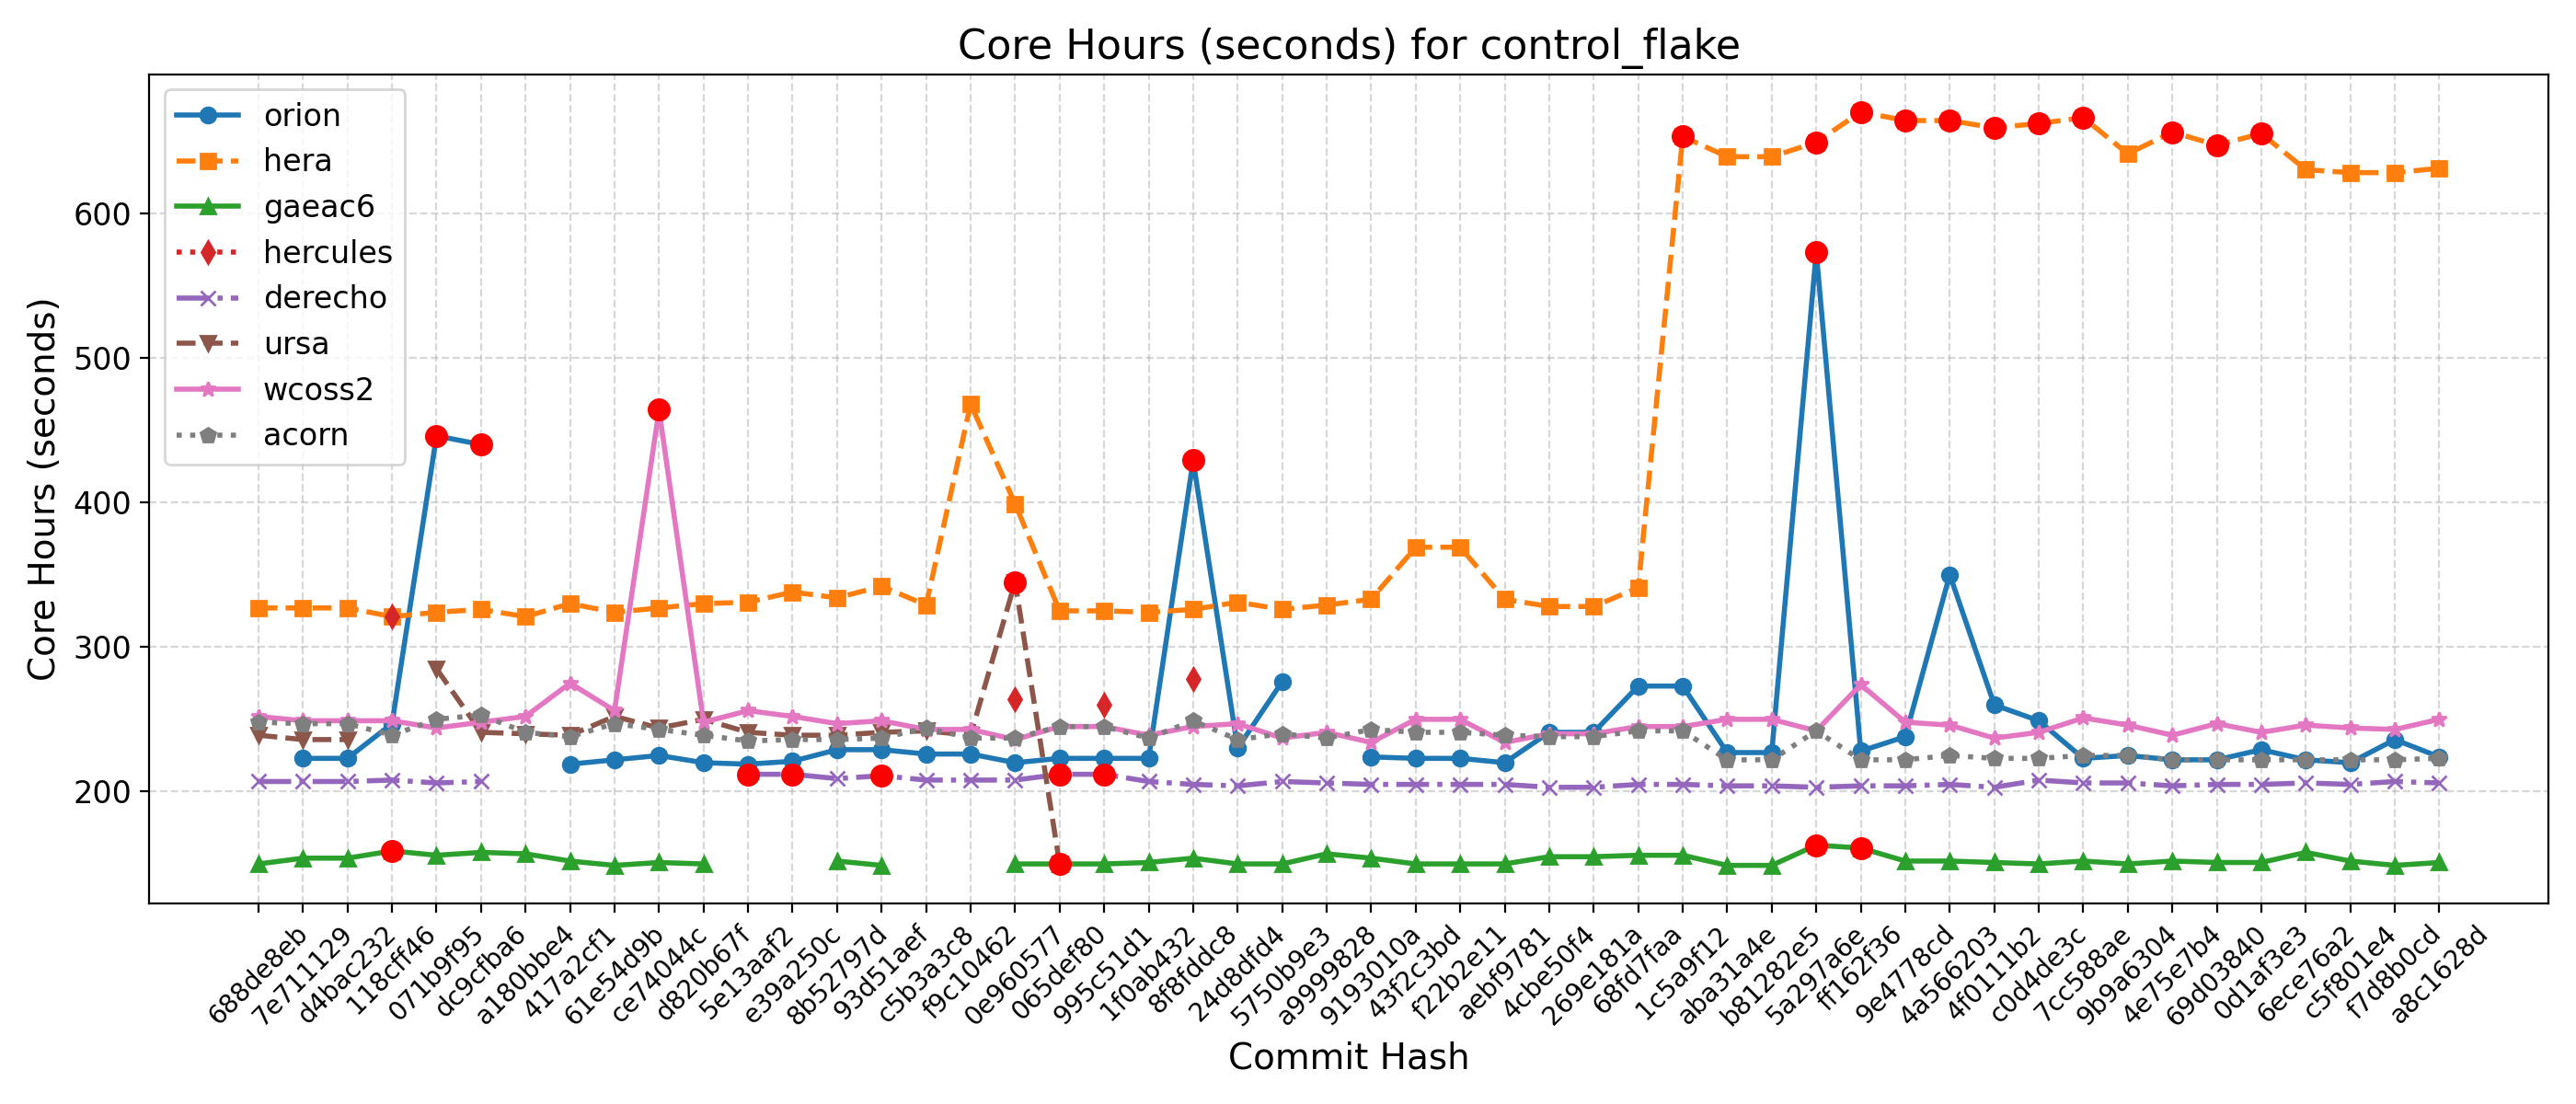 Core Hours (seconds) for control_flake
orion
hera
gaeac6
hercules
derecho
ursa
wcoss2
acorn
Core Hours (seconds)
600
500
400
300
200
688de8eb
7e711129
d4bac232
118cff46
071b9f95
dc9cfba6
a180bbe4
417a2cf1
61e54d9b
ce74044c
d820b67f
5e13aaf2
e39a250c
8b52797d
93d51aef
c5b3a3c8
f9c10462
0e960577
065def80
995c51d1
1f0ab432
8f8fddc8
24d8dfd4
5750b9e3
a9999828
9193010a
43f2c3bd
f22b2e11
aebf9781
4cbe50f4
269e181a
68fd7faa
1c5a9f12
aba31a4e
b81282e5
5a297a6e
ff162f36
9e4778cd
4a566203
4f0111b2
c0d4de3c
7cc588ae
9b9a6304
4e75e7b4
69d03840
0d1af3e3
6ece76a2
c5f801e4
f7d8b0cd
a8c1628d
Commit Hash